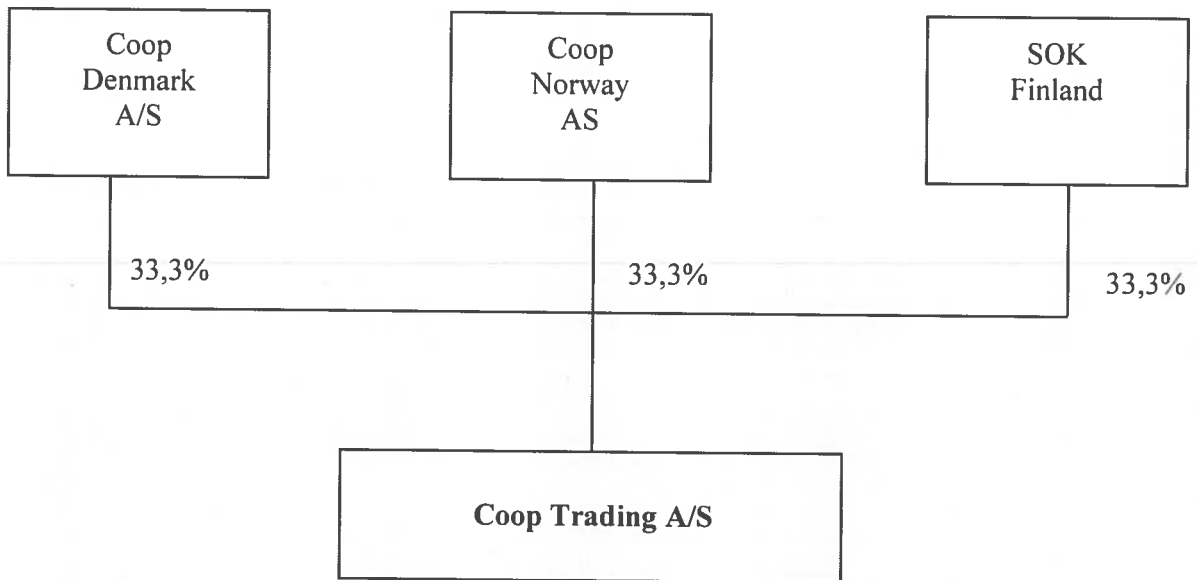 Coop
Denmark
A/S
Coop
Norway
AS
SOK
Finland
33,3%
33,3%
33,3%
Coop Trading A/S